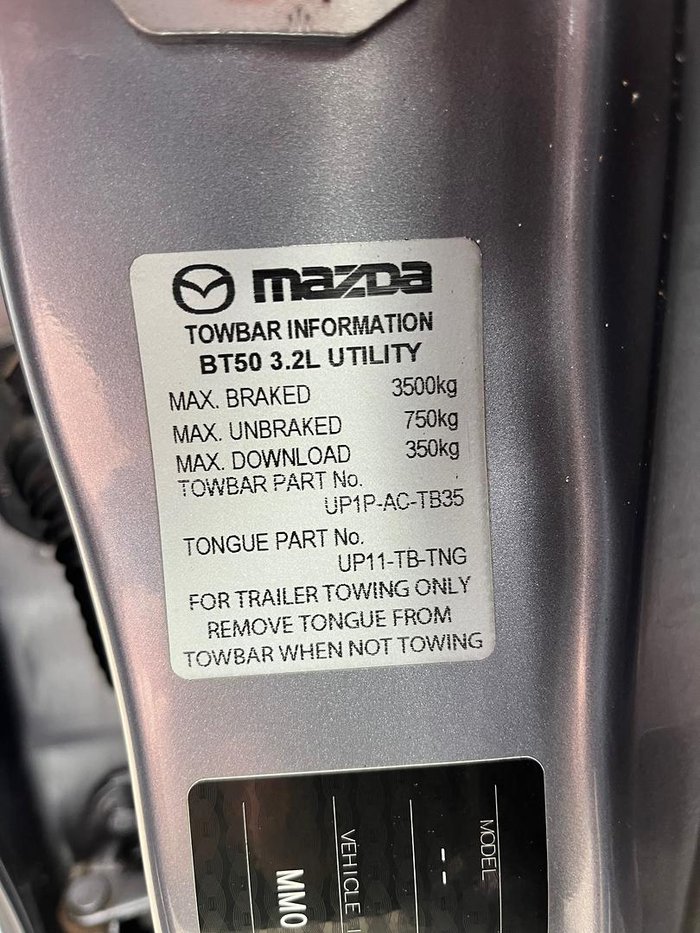 mazda
TOWBAR INFORMATION
BT50 3.2L UTILITY
MAX. BRAKED 3500kg
MAX. UNBRAKED 750kg
MAX. DOWNLOAD 350kg
TOWBAR PART No.
UP1P-AC-TB35
TONGUE PART No.
UP11-TB-TNG
FOR TRAILER TOWING ONLY
REMOVE TONGUE FROM
TOWBAR WHEN NOT TOWING
MODEL
--
VEHICLE
MM0